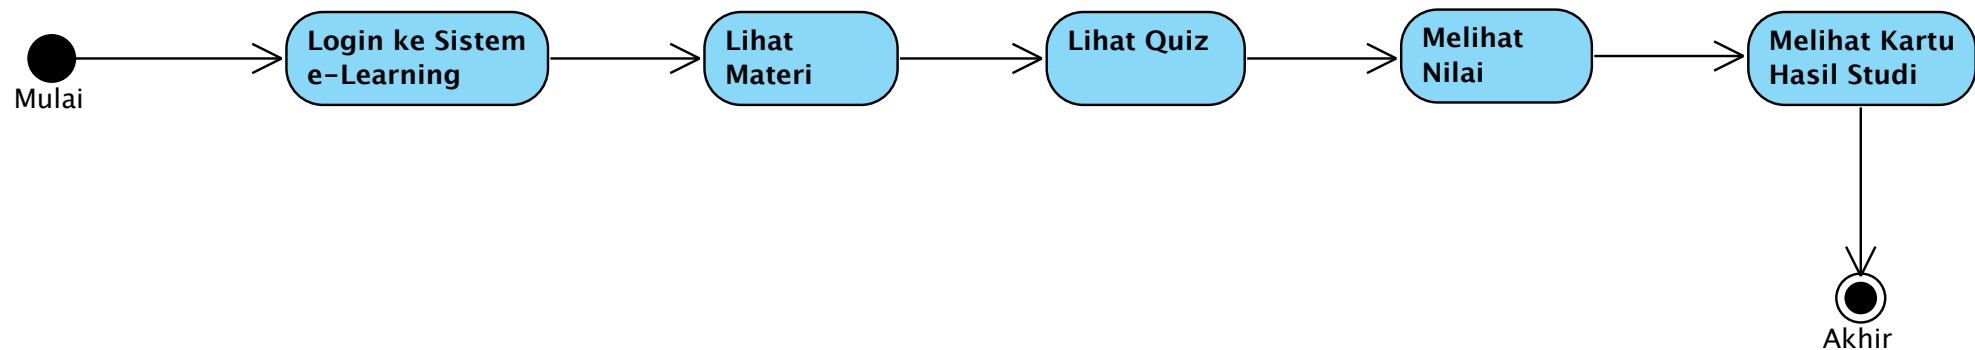 Mulai
Login ke Sistem
e-Learning
Lihat
Materi
Lihat Quiz
Melihat
Nilai
Melihat Kartu
Hasil Studi
Akhir